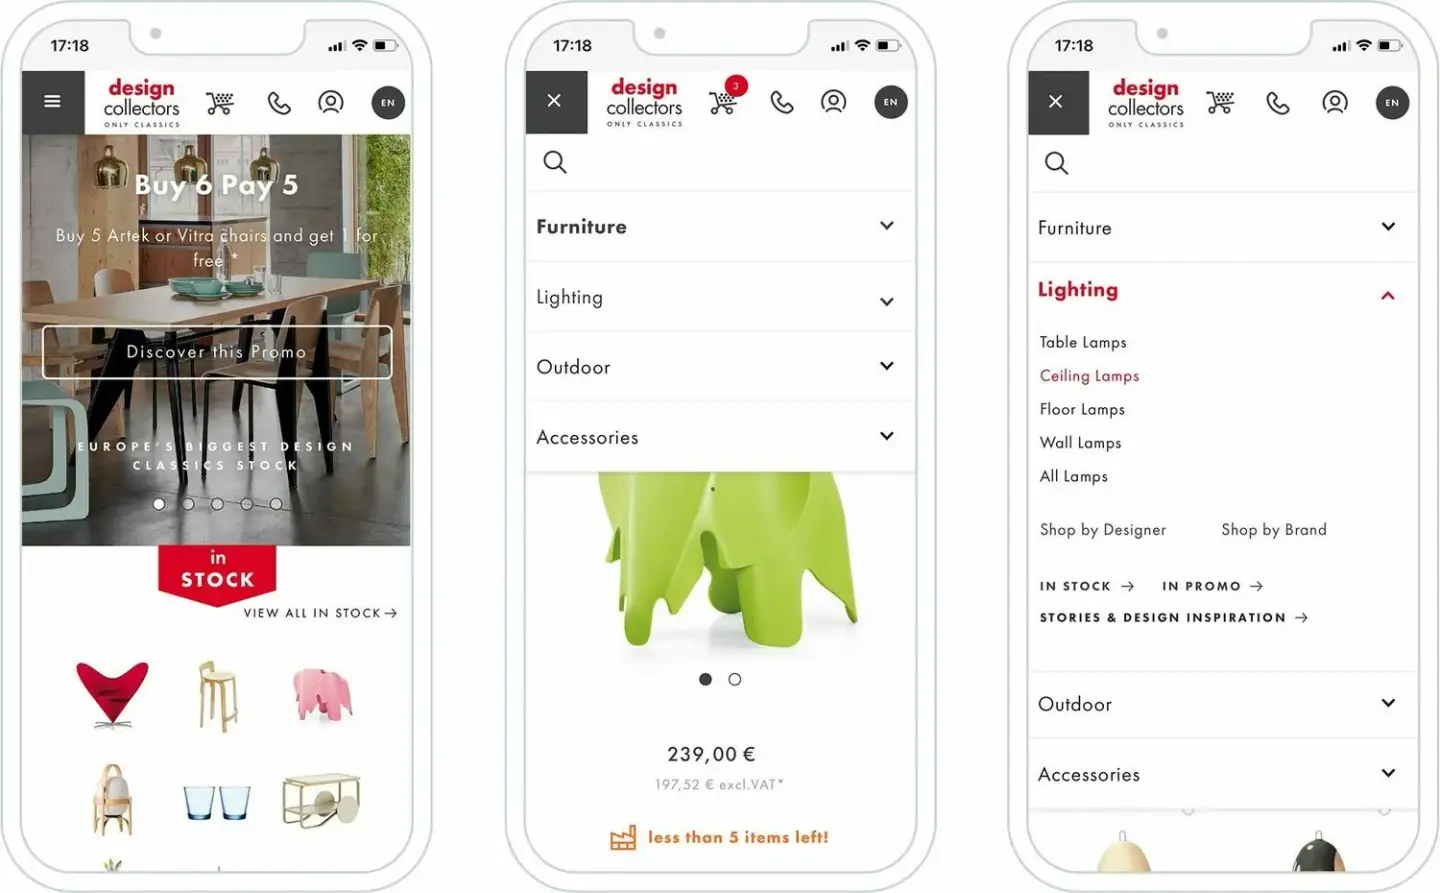 17:18
design
collectors
ONLY CLASSICS
EN
Buy 6 Pay 5
Buy 5 Artek or Vitra chairs and get 1 for
free *
Discover this Promo
EUROPE'S BIGGEST DESIGN
CLASSICS STOCK
in
STOCK
VIEW ALL IN STOCK→
17:18
design
collectors
ONLY CLASSICS
3
EN
Furniture
Lighting
Outdoor
Accessories
239,00 €
197,52 € excl.VAT*
less than 5 items left!
17:18
design
collectors
ONLY CLASSICS
EN
Furniture
Lighting
Table Lamps
Ceiling Lamps
Floor Lamps
Wall Lamps
All Lamps
Shop by Designer Shop by Brand
IN STOCK → IN PROMO →
STORIES & DESIGN INSPIRATION →
Outdoor
Accessories